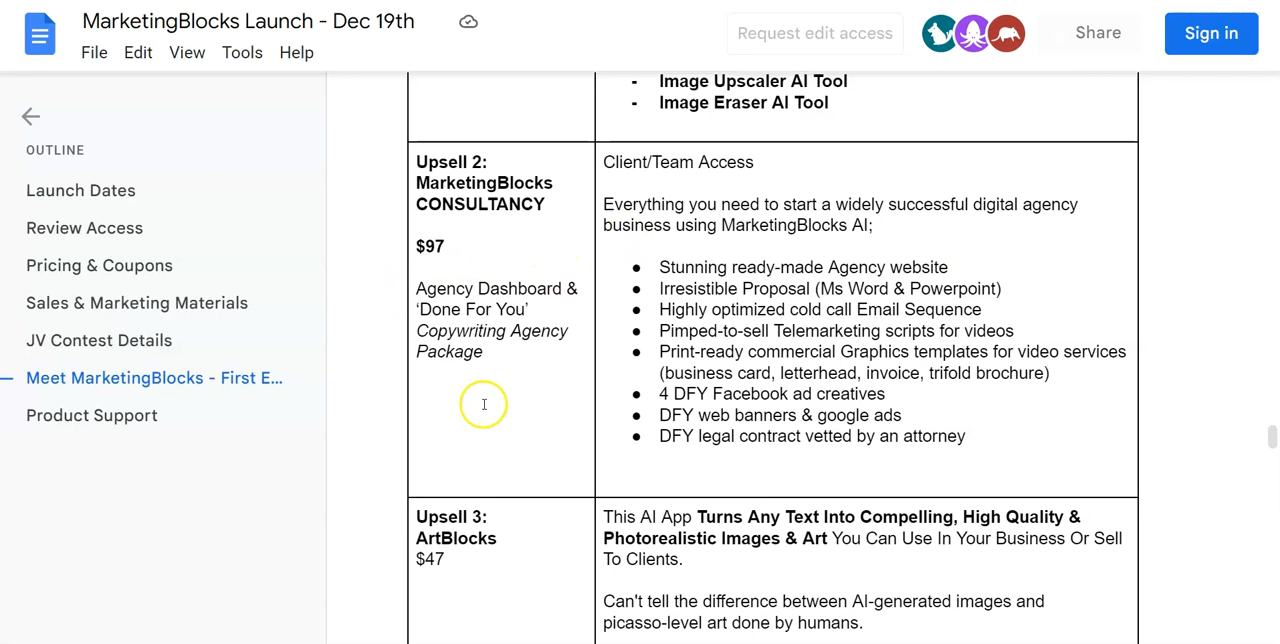 MarketingBlocks Launch - Dec 19th
File Edit View Tools Help
Request edit access
Share
Sign in
OUTLINE
Launch Dates
Review Access
Pricing & Coupons
Sales & Marketing Materials
JV Contest Details
Meet MarketingBlocks - First E...
Product Support
- Image Upscaler AI Tool
- Image Eraser AI Tool
Upsell 2:
MarketingBlocks
CONSULTANCY
$97
Agency Dashboard &
‘Done For You’
Copywriting Agency
Package
Client/Team Access
Everything you need to start a widely successful digital agency
business using MarketingBlocks AI;
● Stunning ready-made Agency website
● Irresistible Proposal (Ms Word & Powerpoint)
● Highly optimized cold call Email Sequence
● Pimped-to-sell Telemarketing scripts for videos
● Print-ready commercial Graphics templates for video services
(business card, letterhead, invoice, trifold brochure)
● 4 DFY Facebook ad creatives
● DFY web banners & google ads
● DFY legal contract vetted by an attorney
Upsell 3:
ArtBlocks
$47
This AI App Turns Any Text Into Compelling, High Quality &
Photorealistic Images & Art You Can Use In Your Business Or Sell
To Clients.
Can't tell the difference between AI-generated images and
picasso-level art done by humans.